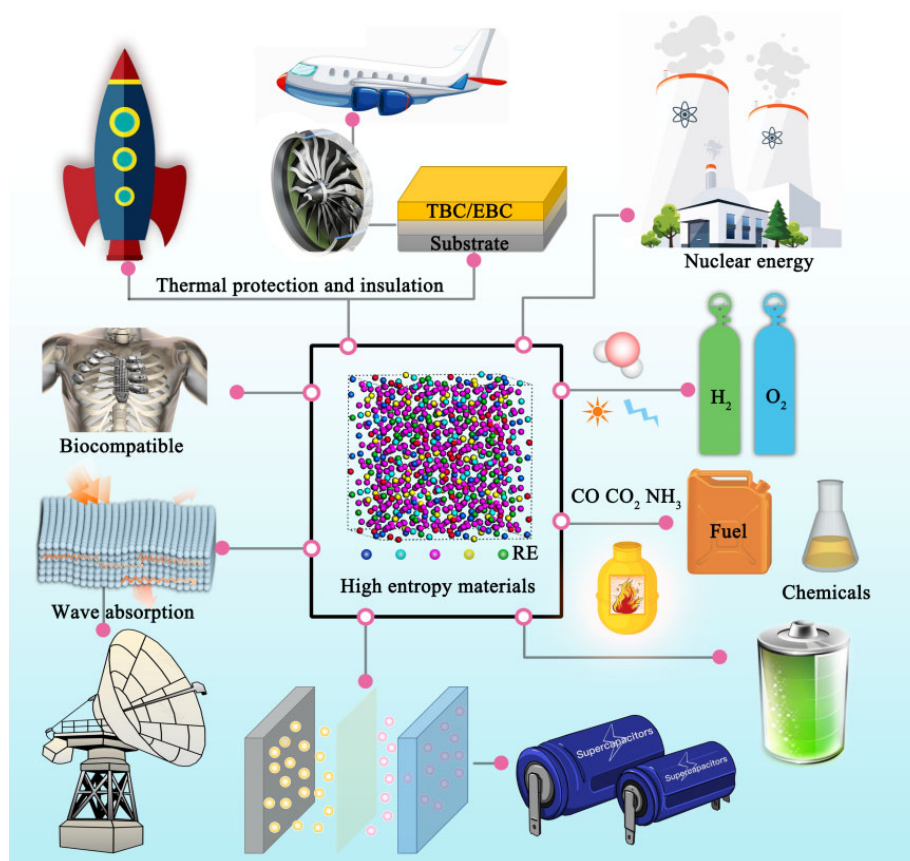 TBC/EBC
Substrate
Nuclear energy
Thermal protection and insulation
H₂
O₂
Biocompatible
CO CO₂ NH₃
Fuel
RE
High entropy materials
Chemicals
Wave absorption
Supercapacitors
Supercapacitors